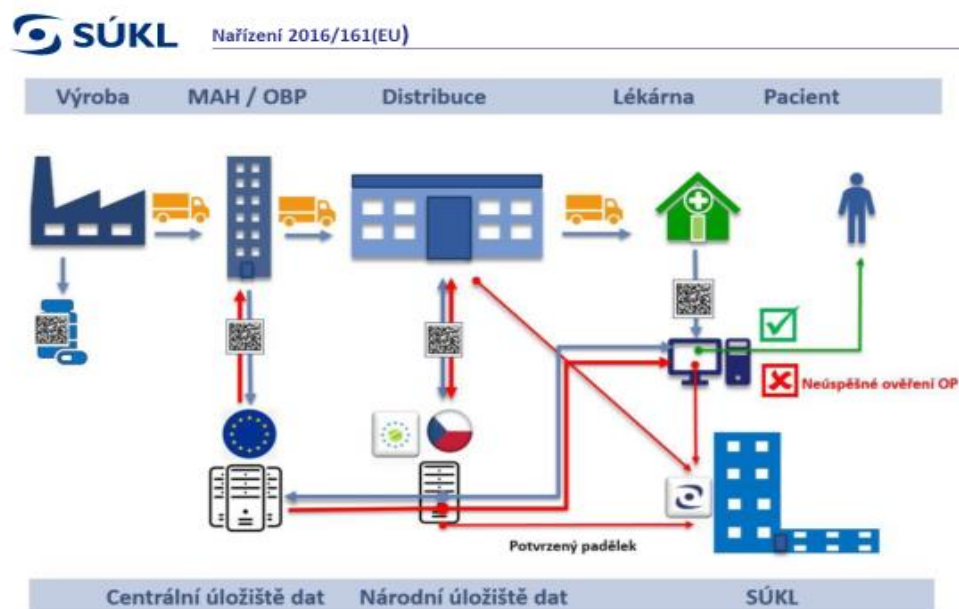 SÚKL
Nařízení 2016/161(EU)
Výroba MAH / OBP Distribuce Lékárna Pacient
Neúspěšné ověření OP
Potvrzený padělek
Centrální úložiště dat Národní úložiště dat SÚKL